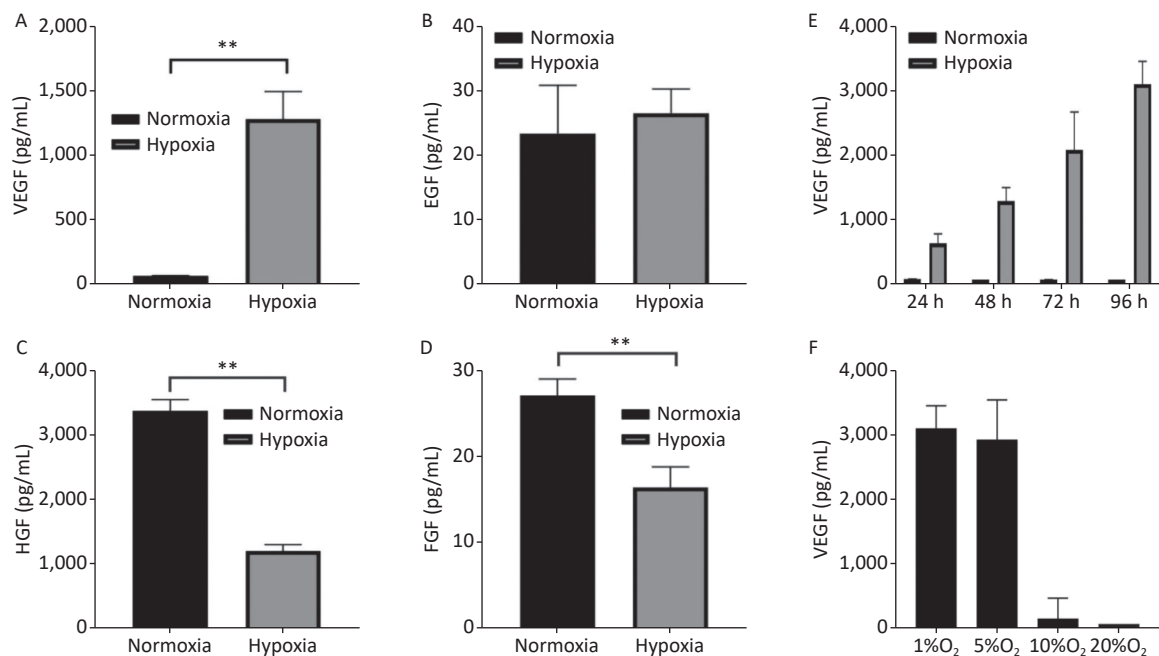 A
VEGF (pg/mL)
2,000
1,500
1,000
500
0
**
Normoxia
Hypoxia
Normoxia
Hypoxia
B
EGF (pg/mL)
40
30
20
10
0
Normoxia
Hypoxia
Normoxia
Hypoxia
E
VEGF (pg/mL)
4,000
3,000
2,000
1,000
0
Normoxia
Hypoxia
24 h
48 h
72 h
96 h
C
HGF (pg/mL)
4,000
3,000
2,000
1,000
0
**
Normoxia
Hypoxia
Normoxia
Hypoxia
D
FGF (pg/mL)
30
20
10
0
**
Normoxia
Hypoxia
Normoxia
Hypoxia
F
VEGF (pg/mL)
4,000
3,000
2,000
1,000
0
1%O₂
5%O₂
10%O₂
20%O₂